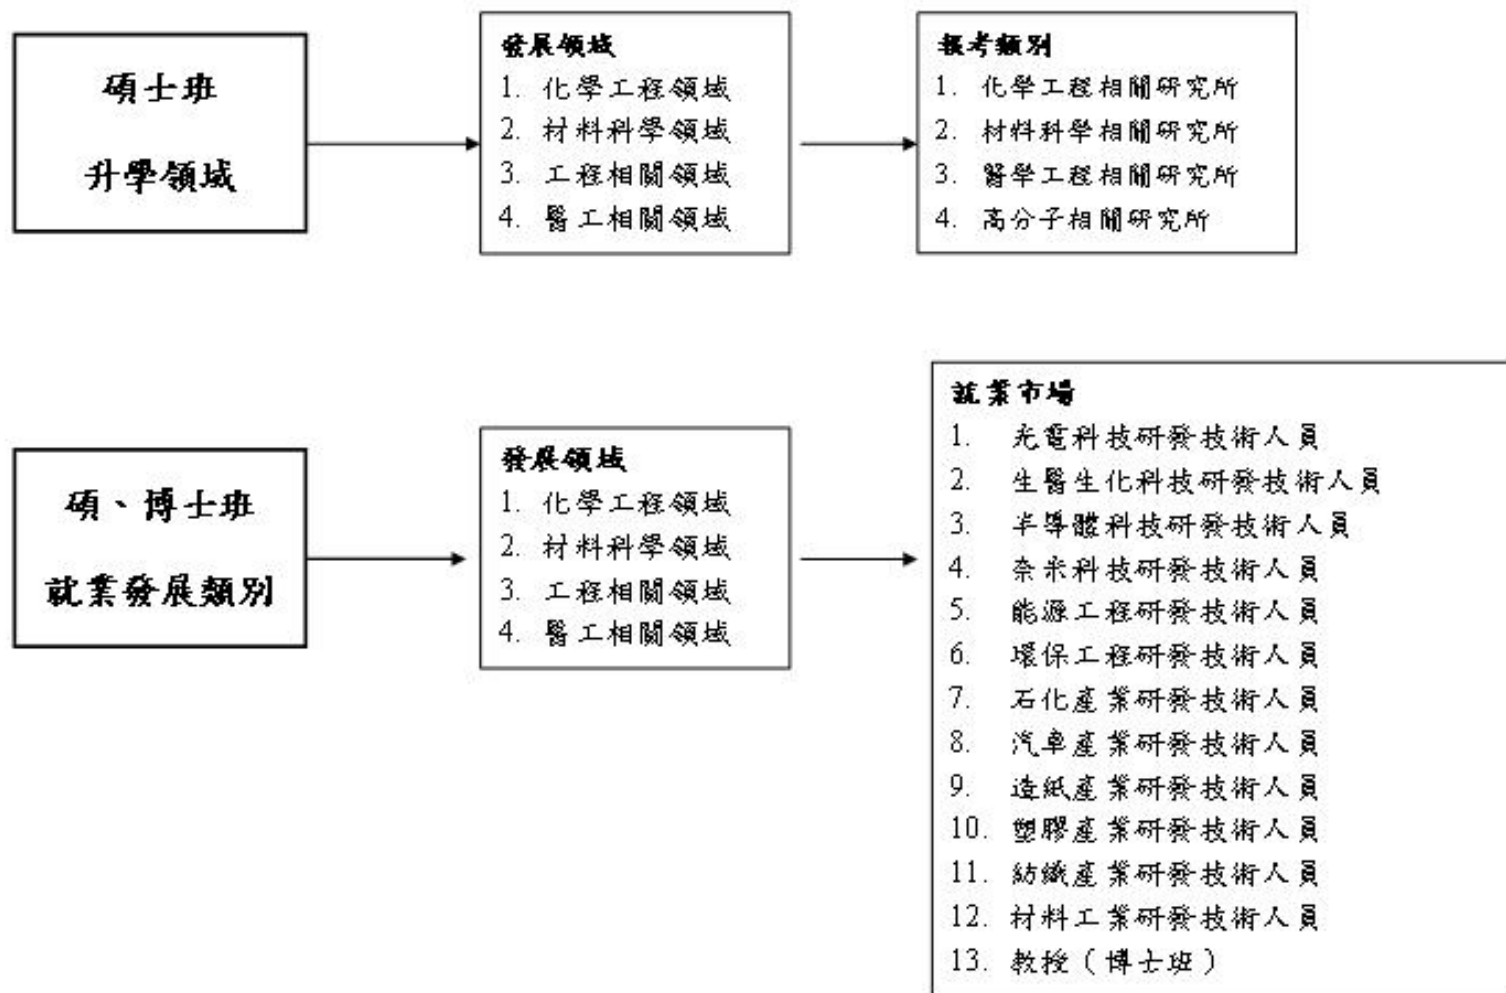 碩士班
升學領域
發展領域
1. 化學工程領域
2. 材料科學領域
3. 工程相關領域
4. 醫工相關領域
報考類別
1. 化學工程相關研究所
2. 材料科學相關研究所
3. 醫學工程相關研究所
4. 高分子相關研究所
碩、博士班
就業發展類別
發展領域
1. 化學工程領域
2. 材料科學領域
3. 工程相關領域
4. 醫工相關領域
就業市場
1. 光電科技研發技術人員
2. 生醫生化科技研發技術人員
3. 半導體科技研發技術人員
4. 奈米科技研發技術人員
5. 能源工程研發技術人員
6. 環保工程研發技術人員
7. 石化產業研發技術人員
8. 汽車產業研發技術人員
9. 造紙產業研發技術人員
10. 塑膠產業研發技術人員
11. 紡織產業研發技術人員
12. 材料工業研發技術人員
13. 教授（博士班）